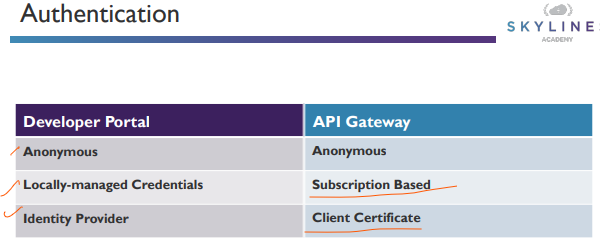 Authentication
SKYLINE
ACADEMY
Developer Portal API Gateway
Anonymous Anonymous
Locally-managed Credentials Subscription Based
Identity Provider Client Certificate